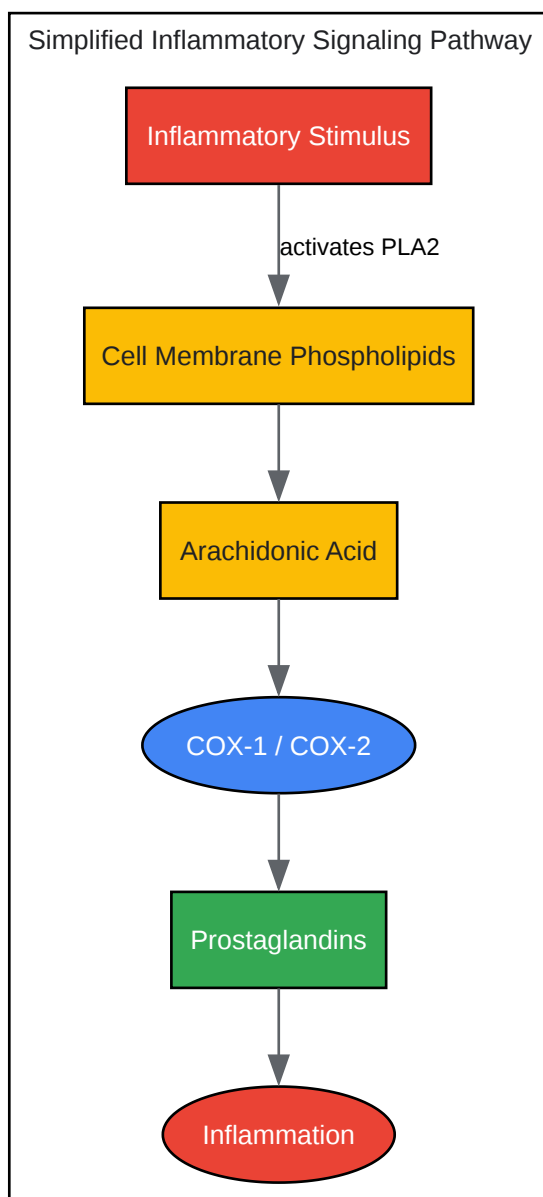 Simplified Inflammatory Signaling Pathway
Inflammatory Stimulus
activates PLA2
Cell Membrane Phospholipids
Arachidonic Acid
COX-1 / COX-2
Prostaglandins
Inflammation